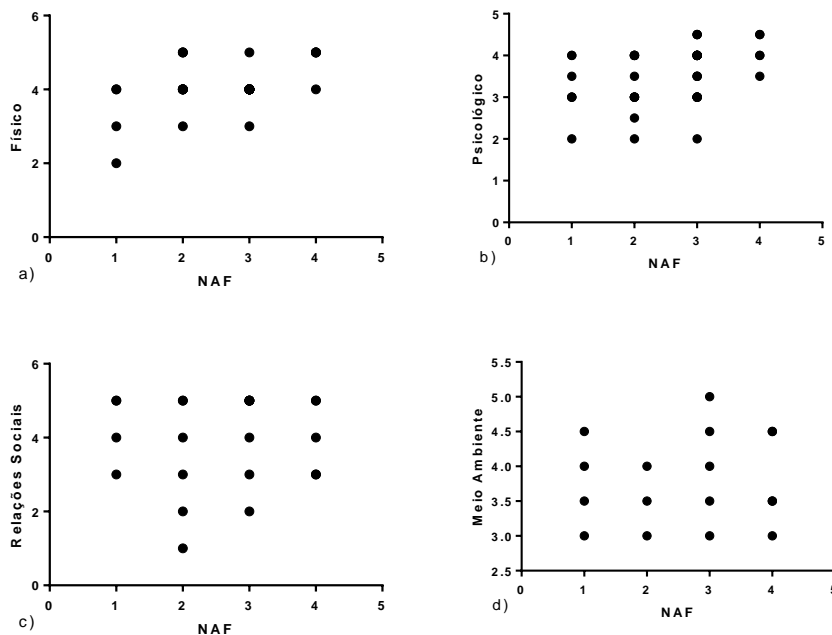 6
4
2
0
Físico
0 1 2 3 4 5
NAF
a)
5
4
3
2
1
0
Psicológico
0 1 2 3 4 5
NAF
b)
6
4
2
0
Relações Sociais
0 1 2 3 4 5
NAF
c)
5.5
5.0
4.5
4.0
3.5
3.0
2.5
Meio Ambiente
0 1 2 3 4 5
NAF
d)